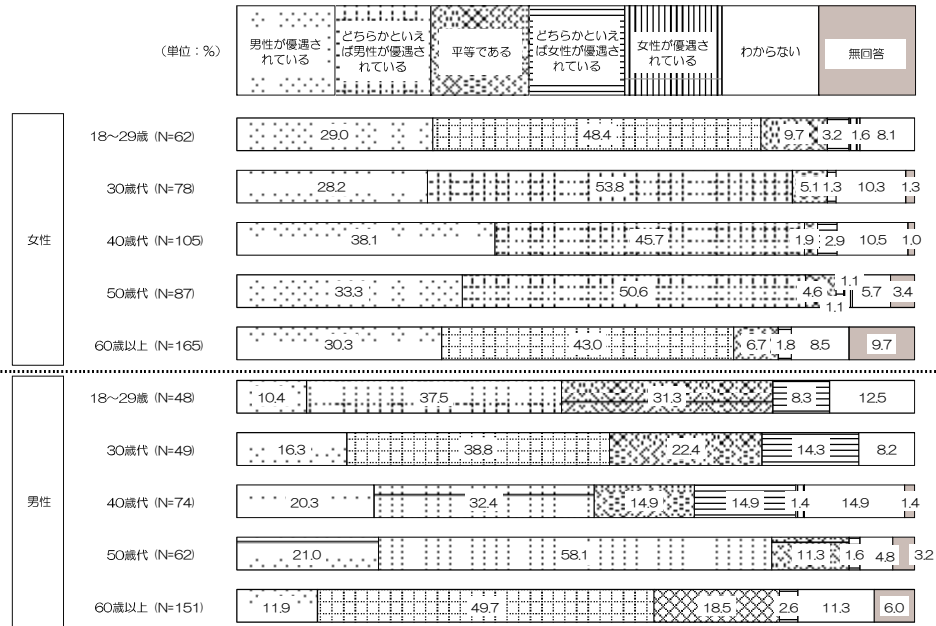 (単位：%)
男性が優遇さ
れている
どちらかといえ
ば男性が優遇さ
れている
平等である
どちらかといえ
ば女性が優遇さ
れている
女性が優遇さ
れている
わからない
無回答
女性
18～29歳 (N=62)
29.0 48.4 9.7 3.2 1.6 8.1
30歳代 (N=78)
28.2 53.8 5.1 1.3 10.3 1.3
40歳代 (N=105)
38.1 45.7 1.9 2.9 10.5 1.0
50歳代 (N=87)
33.3 50.6 4.6 1.1 1.1 5.7 3.4
60歳以上 (N=165)
30.3 43.0 6.7 1.8 8.5 9.7
男性
18～29歳 (N=48)
10.4 37.5 31.3 8.3 12.5
30歳代 (N=49)
16.3 38.8 22.4 14.3 8.2
40歳代 (N=74)
20.3 32.4 14.9 14.9 1.4 14.9 1.4
50歳代 (N=62)
21.0 58.1 11.3 1.6 4.8 3.2
60歳以上 (N=151)
11.9 49.7 18.5 2.6 11.3 6.0